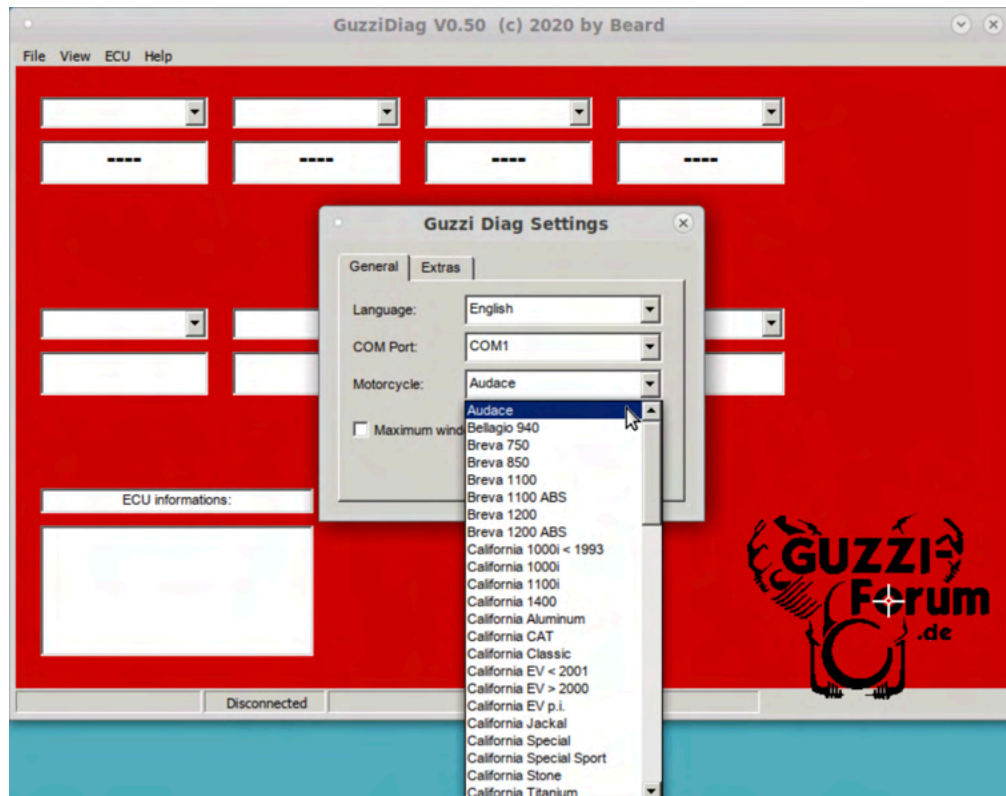 GuzziDiag V0.50 (c) 2020 by Beard
File View ECU Help
---- ---- ---- ----
Guzzi Diag Settings
General Extras
Language: English
COM Port: COM1
Motorcycle: Audace
Maximum wind
Audace
Bellagio 940
Breva 750
Breva 850
Breva 1100
Breva 1100 ABS
Breva 1200
Breva 1200 ABS
California 1000i < 1993
California 1000i
California 1100i
California 1400
California Aluminum
California CAT
California Classic
California EV < 2001
California EV > 2000
California EV p.i.
California Jackal
California Special
California Special Sport
California Stone
California Titanium
ECU informations:
GUZZI-
Forum
.de
Disconnected